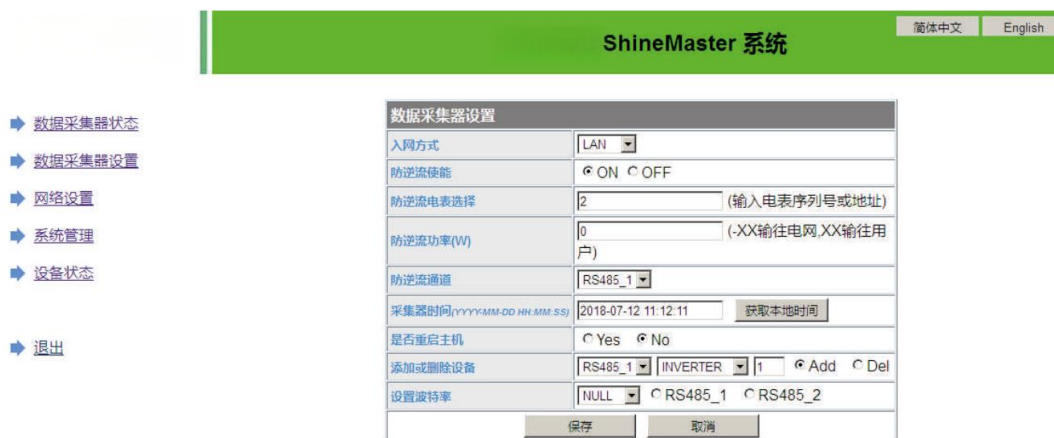 简体中文 English
ShineMaster 系统
数据采集器状态
数据采集器设置
网络设置
系统管理
设备状态
退出
数据采集器设置
入网方式 LAN
防逆流使能 ON OFF
防逆流电表选择 2 (输入电表序列号或地址)
防逆流功率(W) 0 (-XX输往电网,XX输往用
户)
防逆流通道 RS485_1
采集器时间(YYYY-MM-DD HH:MM:SS) 2018-07-12 11:12:11 获取本地时间
是否重启主机 Yes No
添加或删除设备 RS485_1 INVERTER 1 Add Del
设置波特率 NULL RS485_1 RS485_2
保存 取消